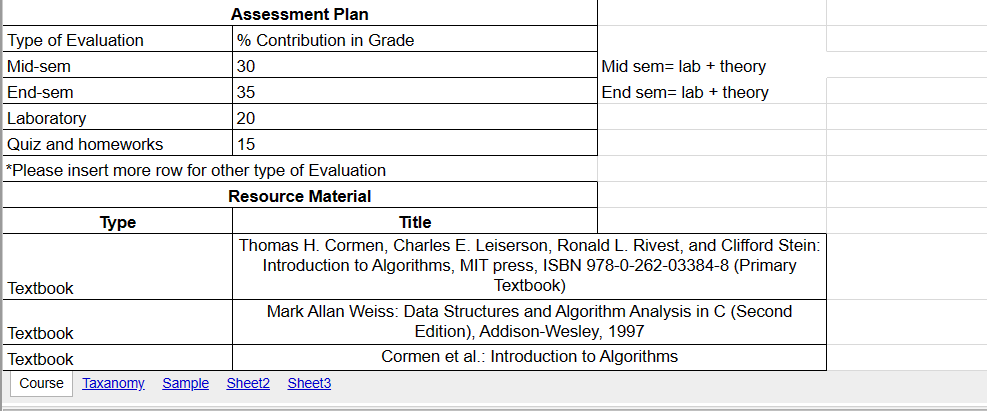 Assessment Plan
Type of Evaluation % Contribution in Grade
Mid-sem 30 Mid sem= lab + theory
End-sem 35 End sem= lab + theory
Laboratory 20
Quiz and homeworks 15
*Please insert more row for other type of Evaluation
Resource Material
Type Title
Thomas H. Cormen, Charles E. Leiserson, Ronald L. Rivest, and Clifford Stein:
Introduction to Algorithms, MIT press, ISBN 978-0-262-03384-8 (Primary
Textbook Textbook)
Mark Allan Weiss: Data Structures and Algorithm Analysis in C (Second
Textbook Edition), Addison-Wesley, 1997
Textbook Cormen et al.: Introduction to Algorithms
Course Taxanomy Sample Sheet2 Sheet3